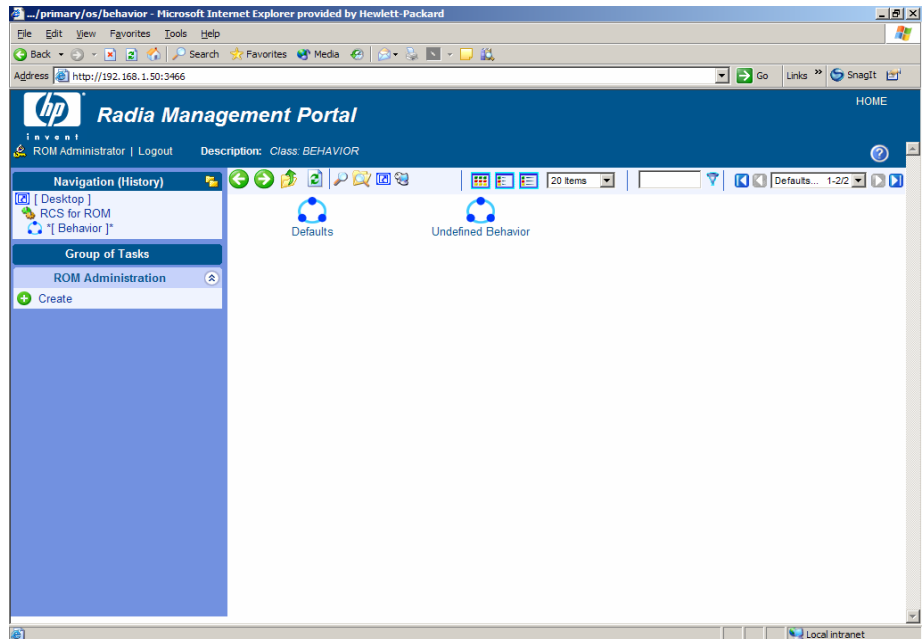 .../primary/os/behavior - Microsoft Internet Explorer provided by Hewlett-Packard
File Edit View Favorites Tools Help
Back Search Favorites Media
Address http://192.168.1.50:3466 Go Links » SnagIt
hp
invent
Radia Management Portal
HOME
ROM Administrator | Logout Description: Class: BEHAVIOR
Navigation (History)
20 Items
Defaults... 1-2/2
[ Desktop ]
RCS for ROM
*[ Behavior ]*
Group of Tasks
ROM Administration
Create
Defaults
Undefined Behavior
Local intranet